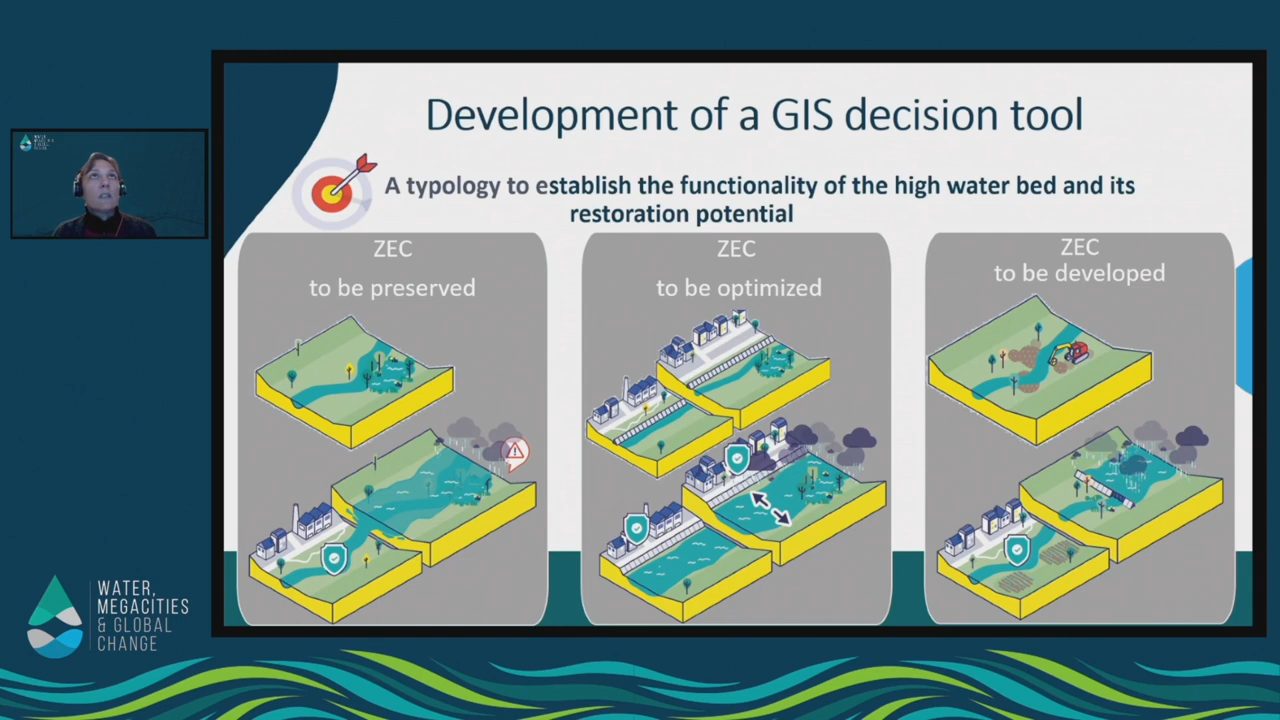 Development of a GIS decision tool
A typology to establish the functionality of the high water bed and its
restoration potential
ZEC
to be preserved
ZEC
to be optimized
ZEC
to be developed
WATER,
MEGACITIES
& GLOBAL
CHANGE